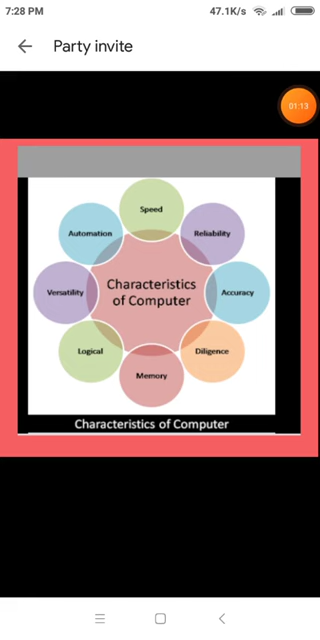 7:28 PM
47.1K/s
Party invite
01:13
Speed
Automation
Reliability
Versatility
Characteristics
of Computer
Accuracy
Logical
Diligence
Memory
Characteristics of Computer